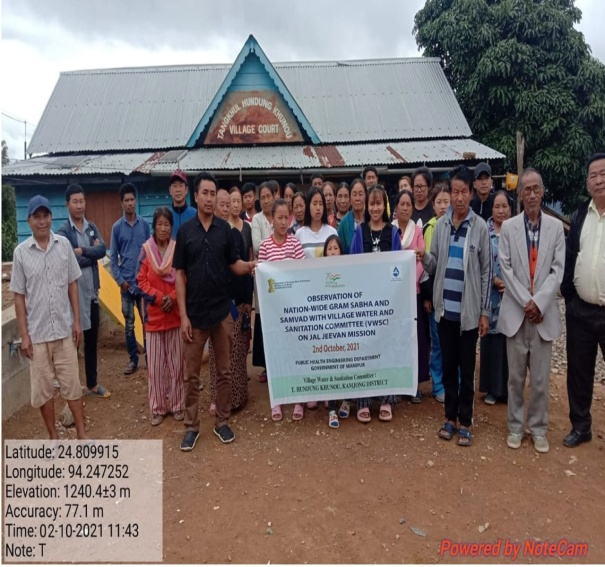 TANGKHUL HUNDUNG KHUNOU
VILLAGE COURT
OBSERVATION OF
NATION-WIDE GRAM SABHA AND
SAMVAD WITH VILLAGE WATER AND
SANITATION COMMITTEE (VWSC)
ON JAL JEEVAN MISSION
2nd October, 2021
PUBLIC HEALTH ENGINEERING DEPARTMENT
GOVERNMENT OF MANIPUR
Village Water & Sanitation Committee :
T. HUNDUNG KHUNOU, KAMJONG DISTRICT
Latitude: 24.809915
Longitude: 94.247252
Elevation: 1240.4±3 m
Accuracy: 77.1 m
Time: 02-10-2021 11:43
Note: T
Powered by NoteCam